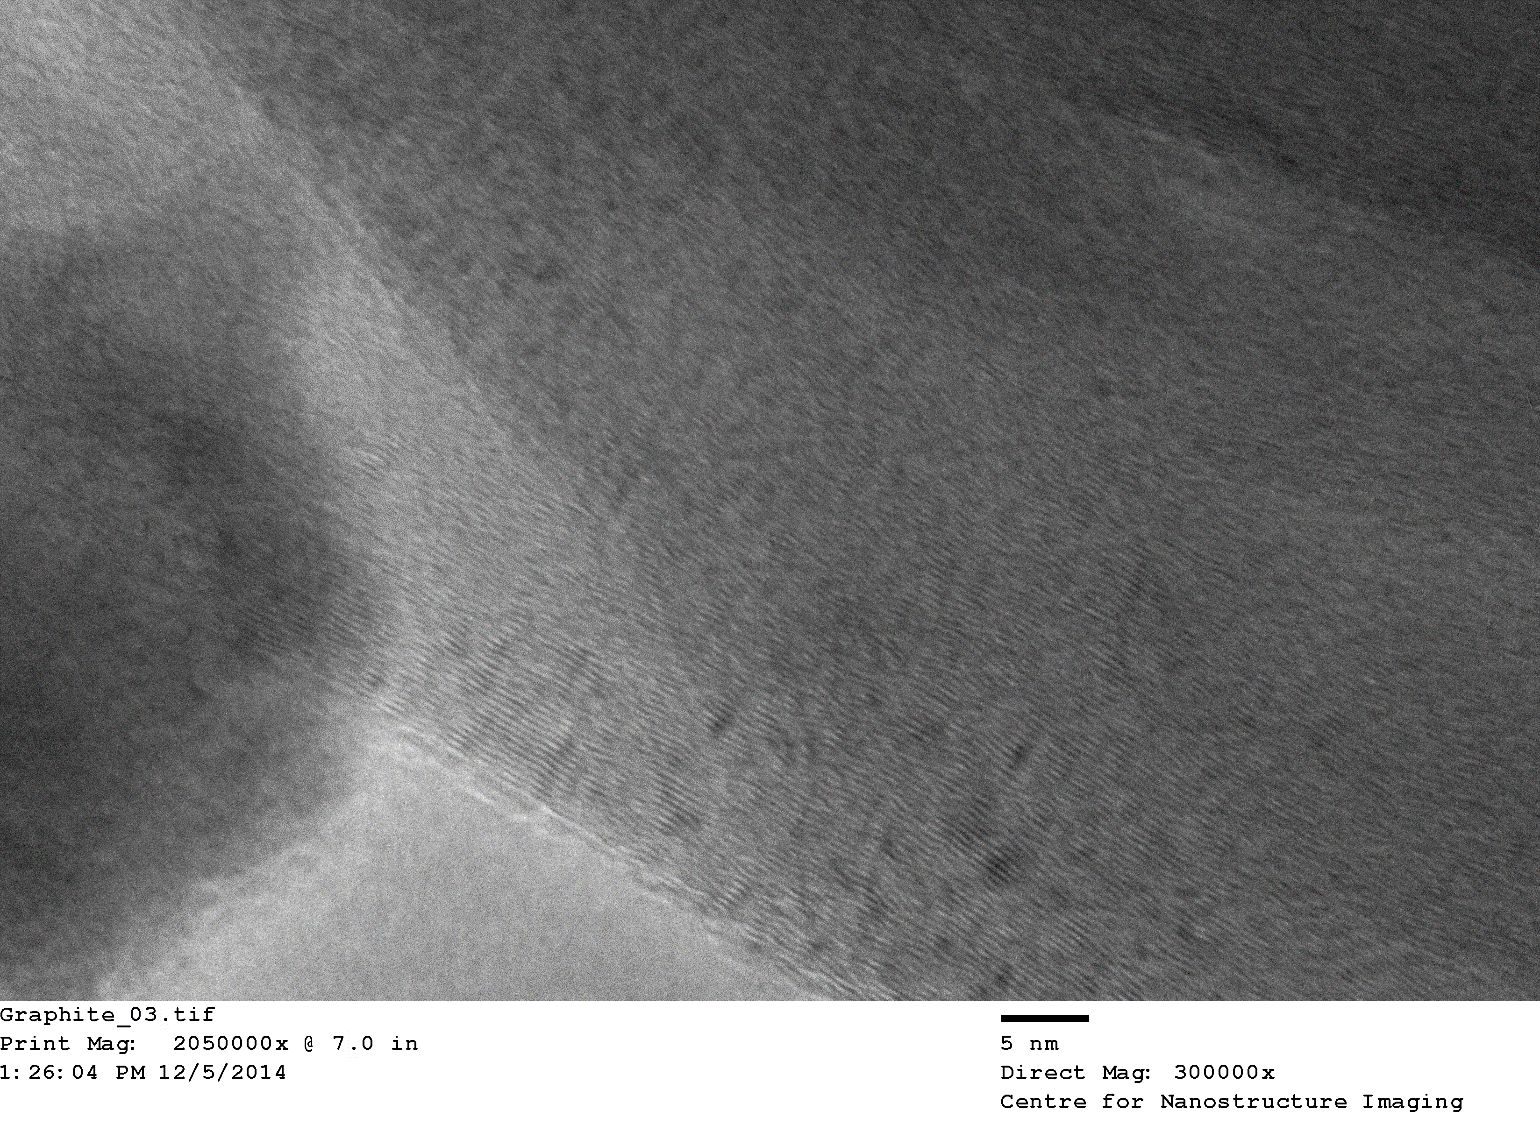 Graphite_03.tif
Print Mag: 2050000x @ 7.0 in
1:26:04 PM 12/5/2014
5 nm
Direct Mag: 300000x
Centre for Nanostructure Imaging